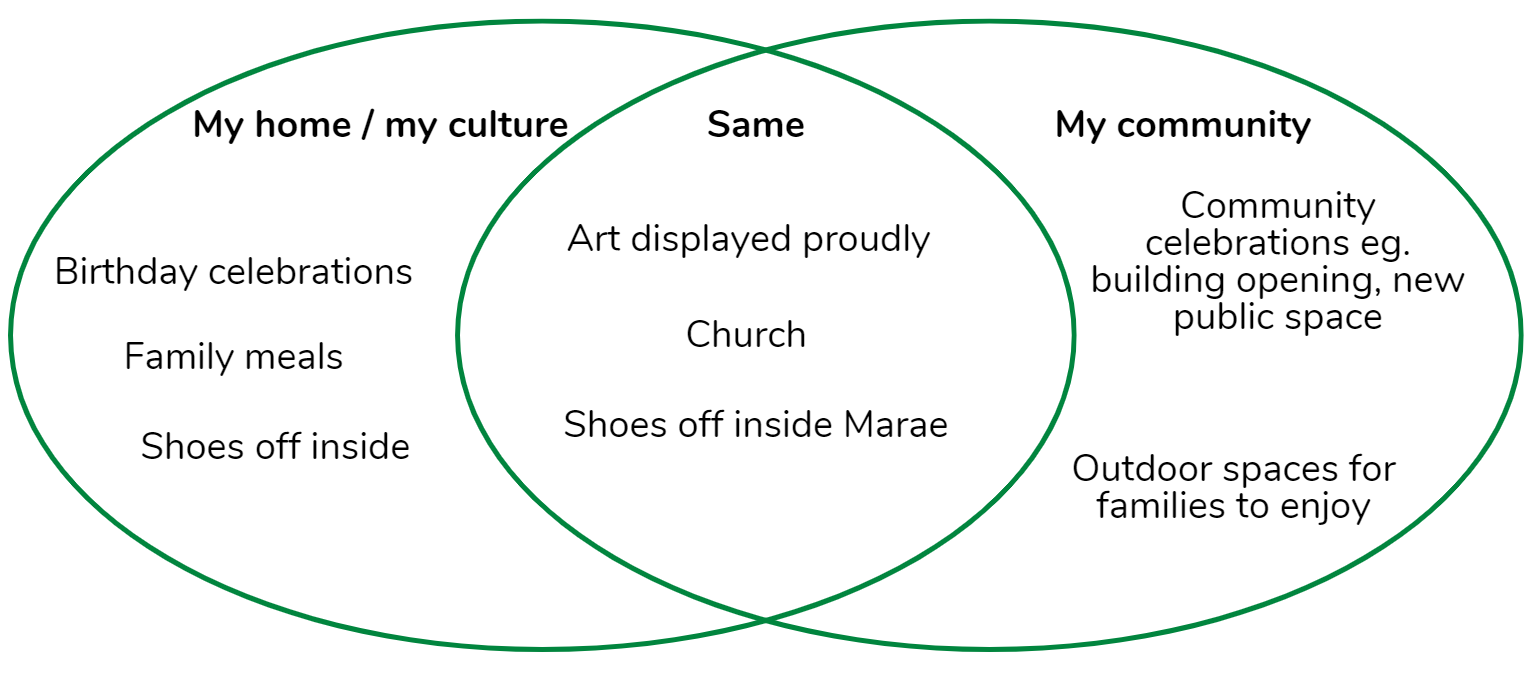 My home / my culture
Birthday celebrations
Family meals
Shoes off inside
Same
Art displayed proudly
Church
Shoes off inside Marae
My community
Community
celebrations eg.
building opening, new
public space
Outdoor spaces for
families to enjoy